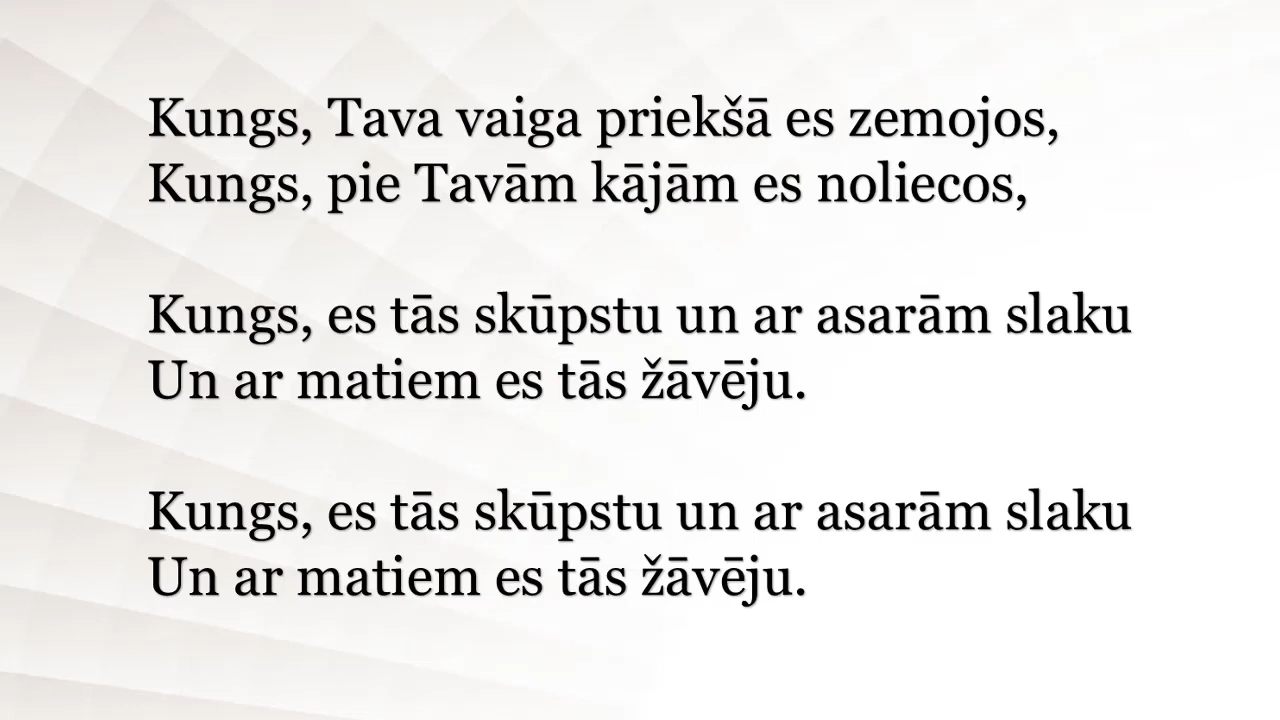 Kungs, Tava vaiga priekšā es zemojos,
Kungs, pie Tavām kājām es noliecos,
Kungs, es tās skūpstu un ar asarām slaku
Un ar matiem es tās žāvēju.
Kungs, es tās skūpstu un ar asarām slaku
Un ar matiem es tās žāvēju.